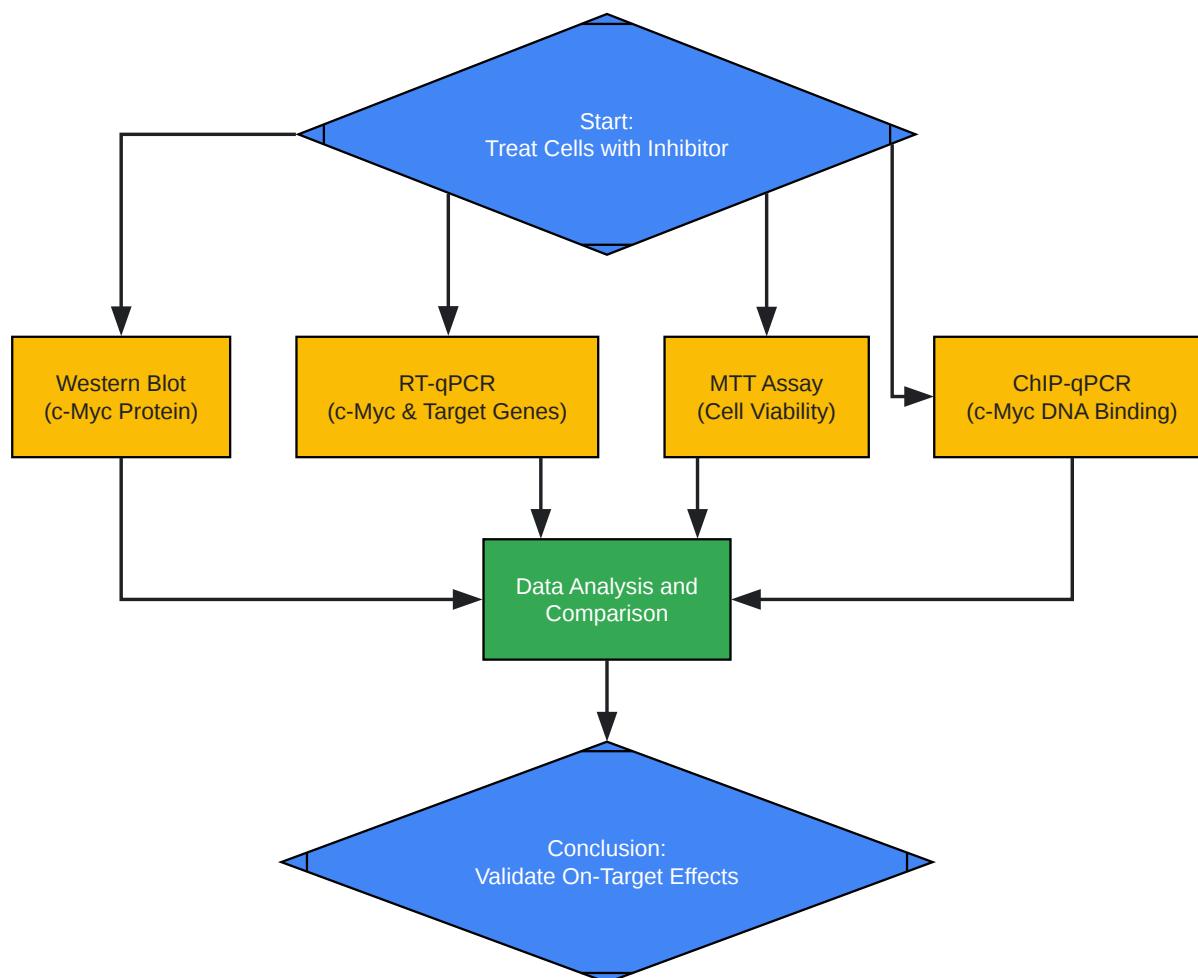 Start:
Treat Cells with Inhibitor
Western Blot
(c-Myc Protein)
RT-qPCR
(c-Myc & Target Genes)
MTT Assay
(Cell Viability)
ChIP-qPCR
(c-Myc DNA Binding)
Data Analysis and
Comparison
Conclusion:
Validate On-Target Effects